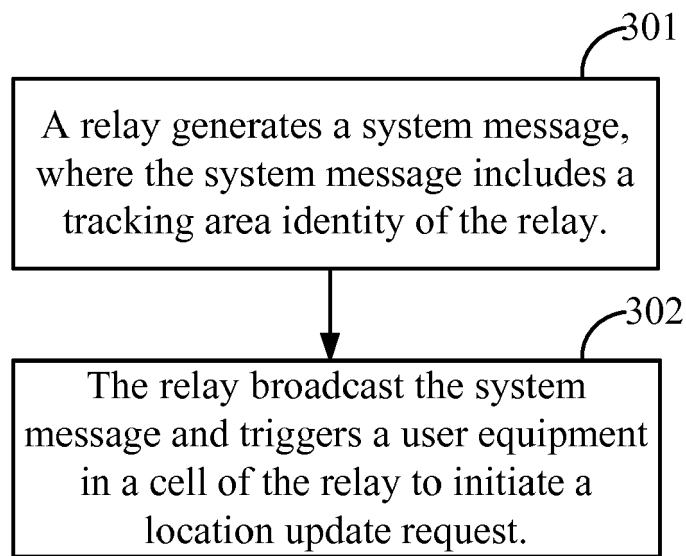 301
A relay generates a system message,
where the system message includes a
tracking area identity of the relay.
302
The relay broadcast the system
message and triggers a user equipment
in a cell of the relay to initiate a
location update request.